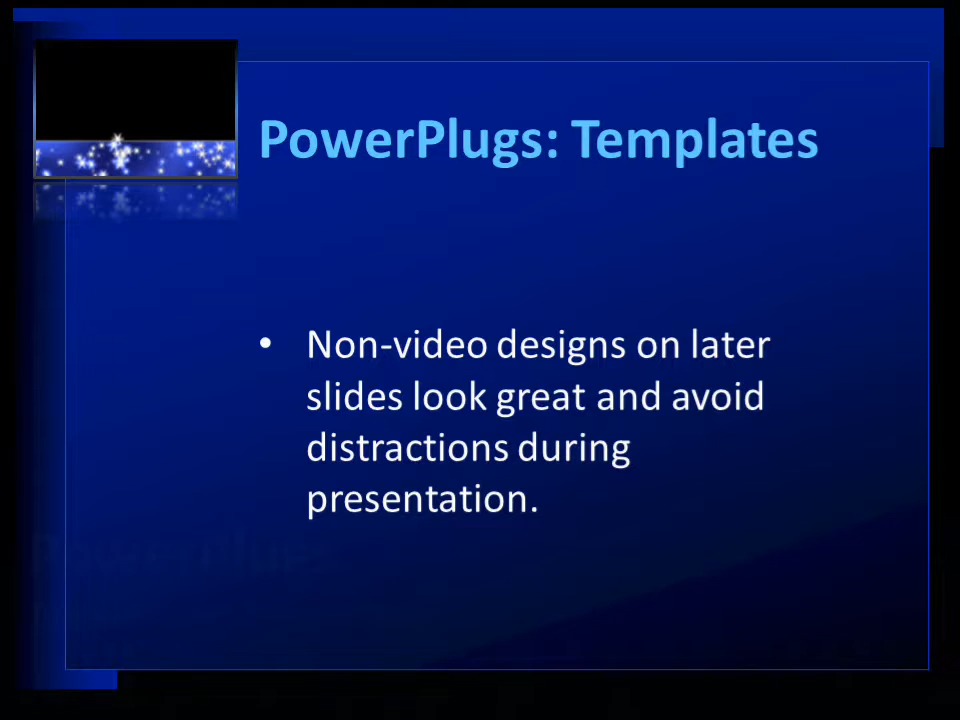 PowerPlugs: Templates
• Non-video designs on later
slides look great and avoid
distractions during
presentation.